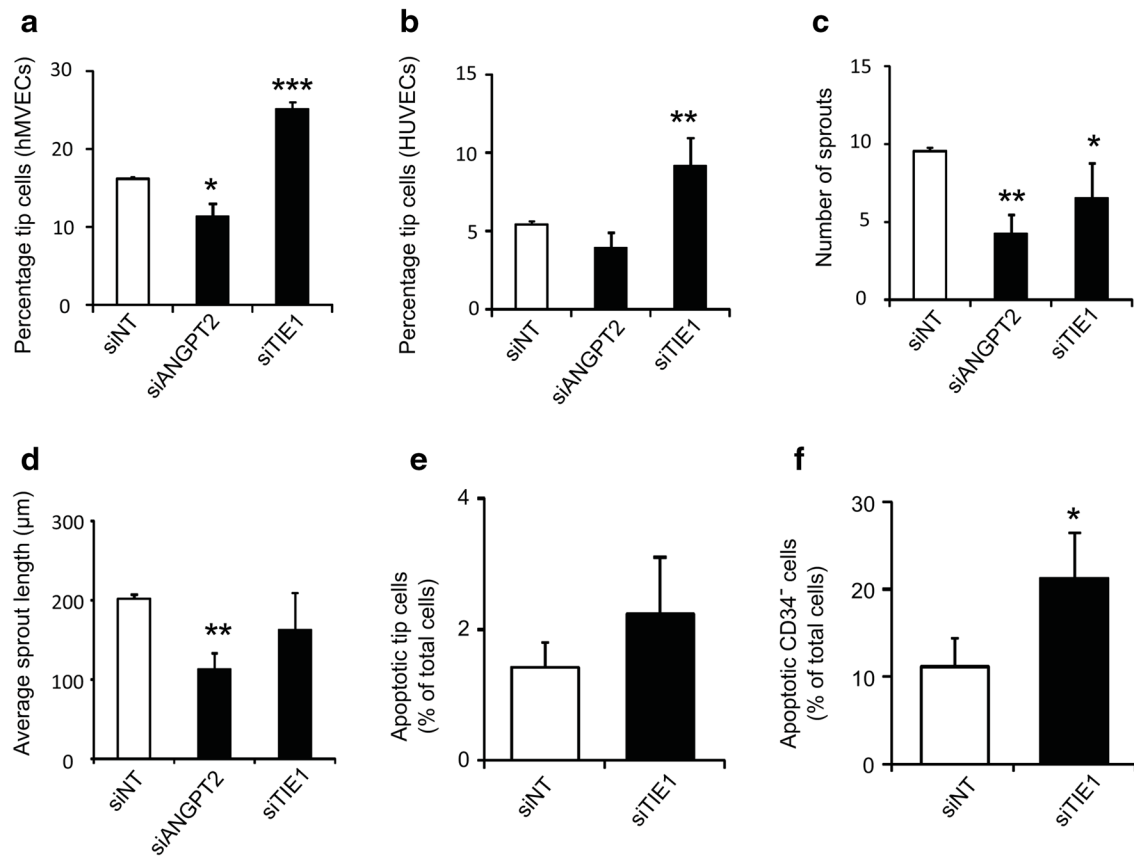 a
Percentage tip cells (hMVECs)
30
20
10
0
*
***
siNT
siANGPT2
siTIE1
b
Percentage tip cells (HUVECs)
15
10
5
0
**
siNT
siANGPT2
siTIE1
c
Number of sprouts
15
10
5
0
**
*
siNT
siANGPT2
siTIE1
d
Average sprout length (µm)
300
200
100
0
**
siNT
siANGPT2
siTIE1
e
Apoptotic tip cells
(% of total cells)
4
2
0
siNT
siTIE1
f
Apoptotic CD34⁻ cells
(% of total cells)
30
20
10
0
*
siNT
siTIE1